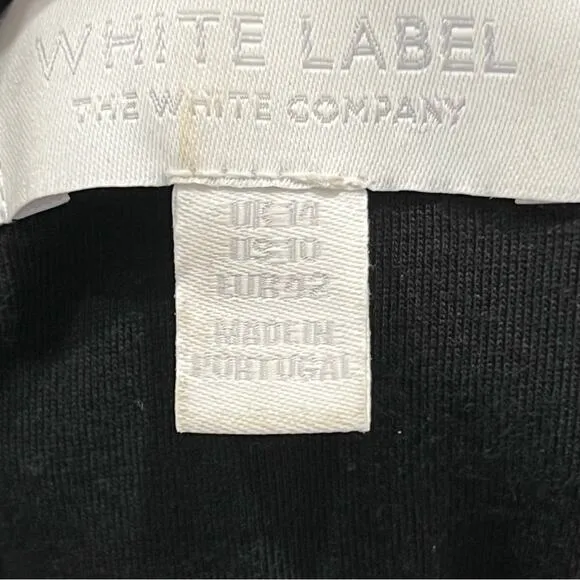 WHITE LABEL
THE WHITE COMPANY
UK 14
US 10
EUR 42
MADE IN
PORTUGAL